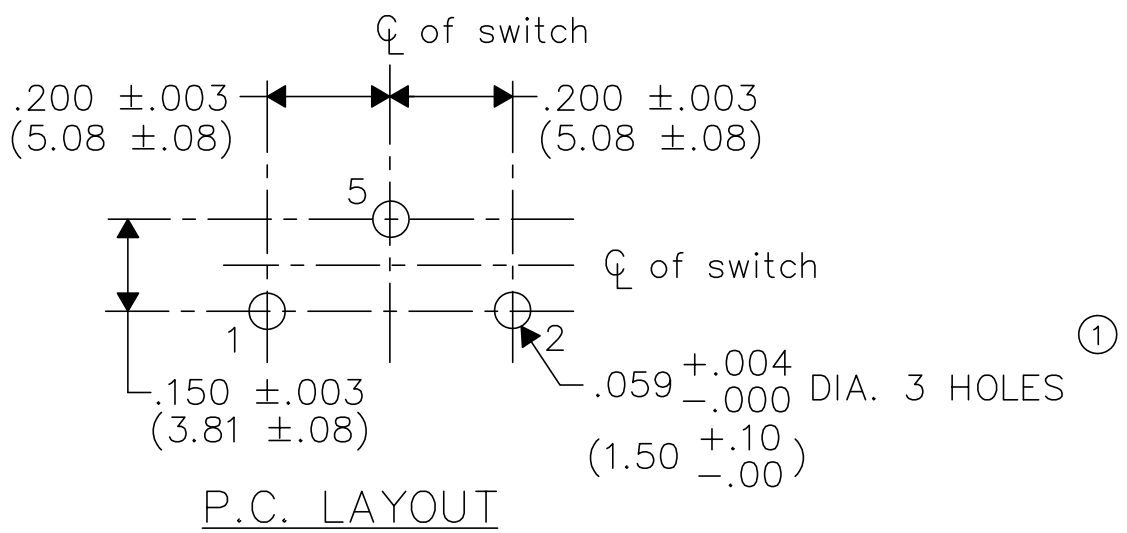 ℄ of switch
.200 ±.003
(5.08 ±.08)
.200 ±.003
(5.08 ±.08)
5
℄ of switch
1
2
1
.150 ±.003
(3.81 ±.08)
.059 +.004 -.000 DIA. 3 HOLES
(1.50 +.10 -.00)
P.C. LAYOUT